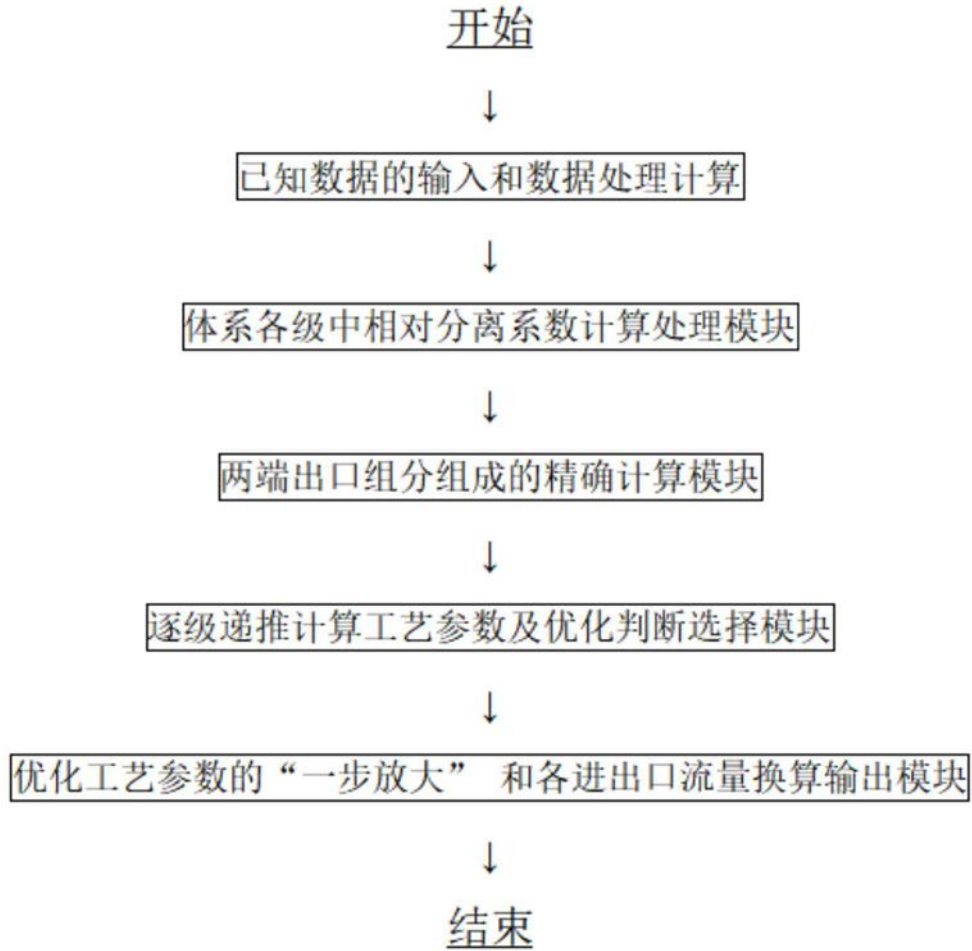 开始
↓
已知数据的输入和数据处理计算
↓
体系各级中相对分离系数计算处理模块
↓
两端出口组分组成的精确计算模块
↓
逐级递推计算工艺参数及优化判断选择模块
↓
优化工艺参数的“一步放大” 和各进出口流量换算输出模块
↓
结束